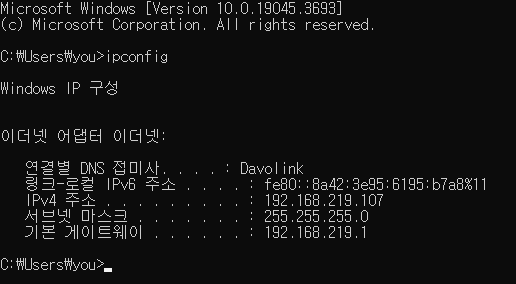 Microsoft Windows [Version 10.0.19045.3693]
(c) Microsoft Corporation. All rights reserved.
C:₩Users₩you>ipconfig
Windows IP 구성
이더넷 어댑터 이더넷:
연결별 DNS 접미사. . . . : Davolink
링크-로컬 IPv6 주소 . . . . : fe80::8a42:3e95:6195:b7a8%11
IPv4 주소 . . . . . . . . . : 192.168.219.107
서브넷 마스크 . . . . . . . : 255.255.255.0
기본 게이트웨이 . . . . . . : 192.168.219.1
C:₩Users₩you>